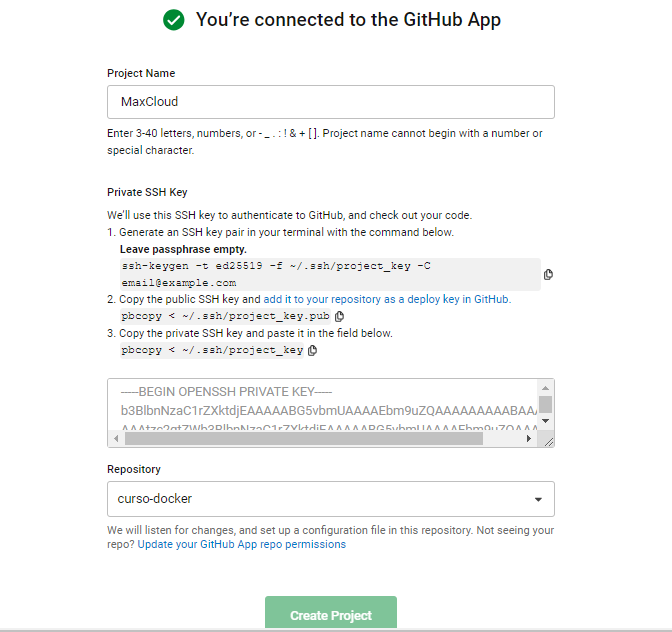 You're connected to the GitHub App
Project Name
MaxCloud
Enter 3-40 letters, numbers, or - _ . : ! & + [ ]. Project name cannot begin with a number or
special character.
Private SSH Key
We'll use this SSH key to authenticate to GitHub, and check out your code.
1. Generate an SSH key pair in your terminal with the command below.
Leave passphrase empty.
ssh-keygen -t ed25519 -f ~/.ssh/project_key -C
email@example.com
2. Copy the public SSH key and add it to your repository as a deploy key in GitHub.
pbcopy < ~/.ssh/project_key.pub
3. Copy the private SSH key and paste it in the field below.
pbcopy < ~/.ssh/project_key
-----BEGIN OPENSSH PRIVATE KEY-----
Repository
curso-docker
We will listen for changes, and set up a configuration file in this repository. Not seeing your
repo? Update your GitHub App repo permissions
Create Project